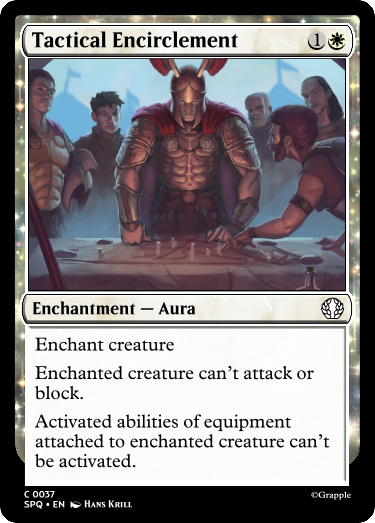 Tactical Encirclement 1
Enchantment — Aura
Enchant creature
Enchanted creature can't attack or
block.
Activated abilities of equipment
attached to enchanted creature can't
be activated.
C 0037
SPQ • EN Hans Krill
©Grapple